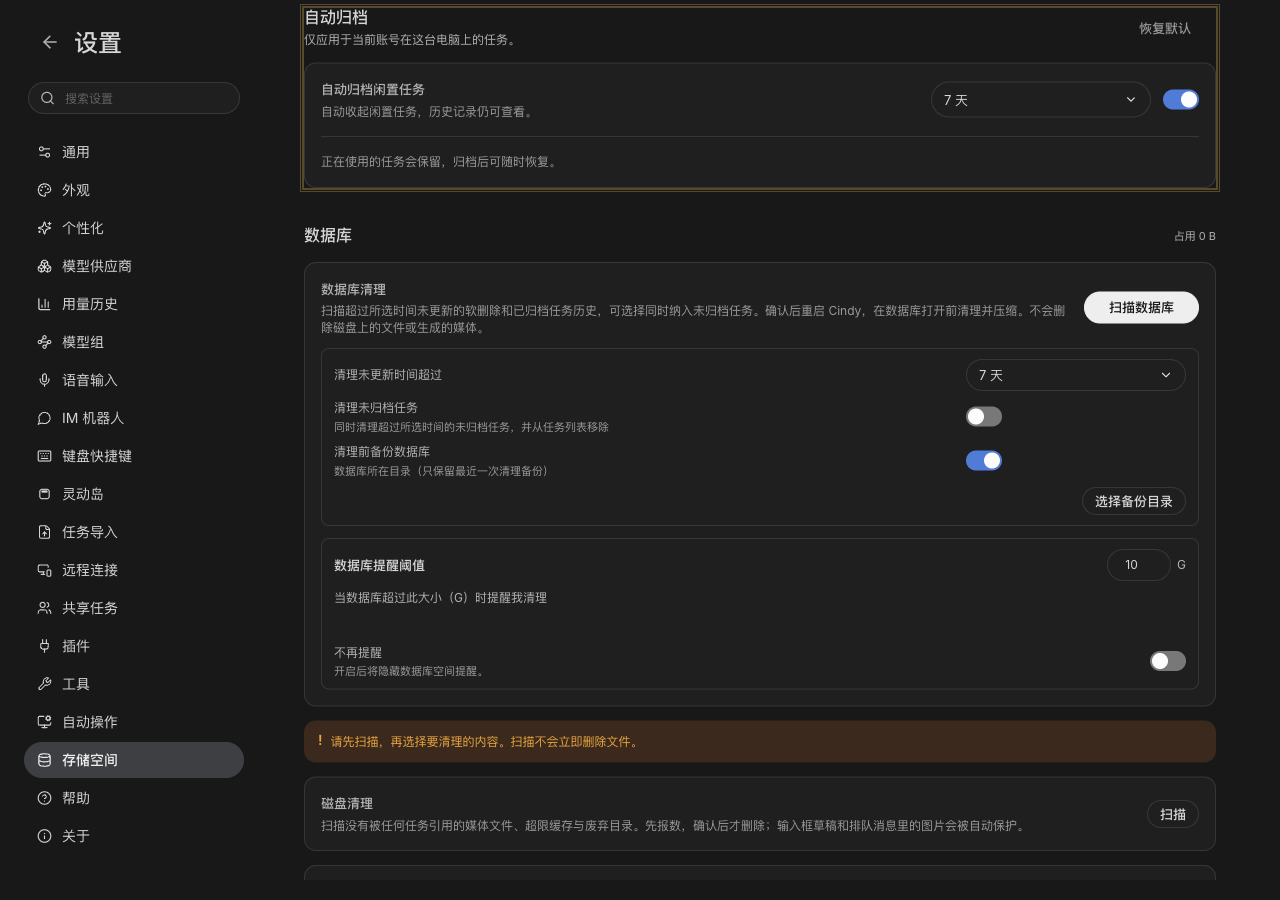 设置
搜索设置
通用
外观
个性化
模型供应商
用量历史
模型组
语音输入
IM 机器人
键盘快捷键
灵动岛
任务导入
远程连接
共享任务
插件
工具
自动操作
存储空间
帮助
关于
自动归档
仅应用于当前账号在这台电脑上的任务。
恢复默认
自动归档闲置任务
自动收起闲置任务，历史记录仍可查看。
7 天
正在使用的任务会保留，归档后可随时恢复。
数据库
占用 0 B
数据库清理
扫描超过所选时间未更新的软删除和已归档任务历史，可选择同时纳入未归档任务。确认后重启 Cindy，在数据库打开前清理并压缩。不会删
除磁盘上的文件或生成的媒体。
扫描数据库
清理未更新时间超过
7 天
清理未归档任务
同时清理超过所选时间的未归档任务，并从任务列表移除
清理前备份数据库
数据库所在目录（只保留最近一次清理备份）
选择备份目录
数据库提醒阈值
10 G
当数据库超过此大小（G）时提醒我清理
不再提醒
开启后将隐藏数据库空间提醒。
! 请先扫描，再选择要清理的内容。扫描不会立即删除文件。
磁盘清理
扫描没有被任何任务引用的媒体文件、超限缓存与废弃目录。先报数，确认后才删除；输入框草稿和排队消息里的图片会被自动保护。
扫描